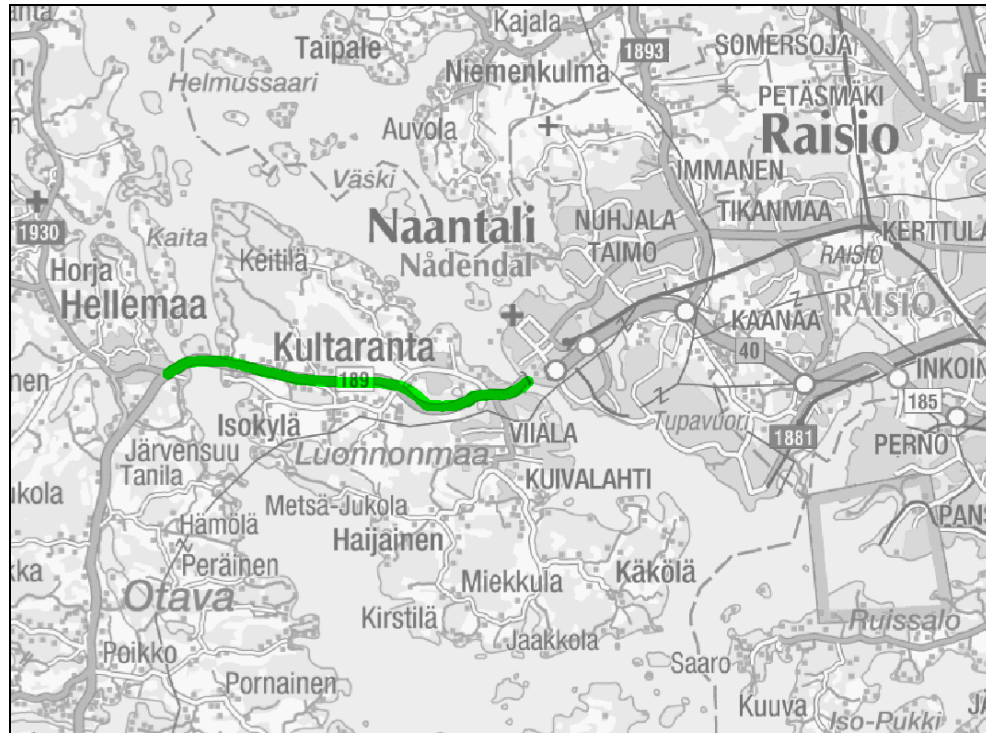 Kajala
Taipale
1893
SOMERSOJA
Helmussaari
Niemenkulma
PETÄSMÄKI
E
Raisio
Auvola
IMMANEN
Väski
Naantali
NUHJALA
TIKANMAA
1930
Kaita
TAIMO
KERTTULA
Nådendal
RAISIO
Keitilä
Horja
Hellemaa
RAISIO
KAANAA
Kultaranta
40
INKOIN
189
185
Isokylä
VIIALA
Tupavuori
1881
PERNO
Järvensuu
Luonnonmaa
Tanila
KUIVALAHTI
Metsä-Jukola
PANS
Hämölä
Haijainen
Peräinen
Miekkula
Käkölä
Otava
Kirstilä
Ruissalo
Jaakkola
Poikko
Saaro
Pornainen
Kuuva
Iso-Pukki